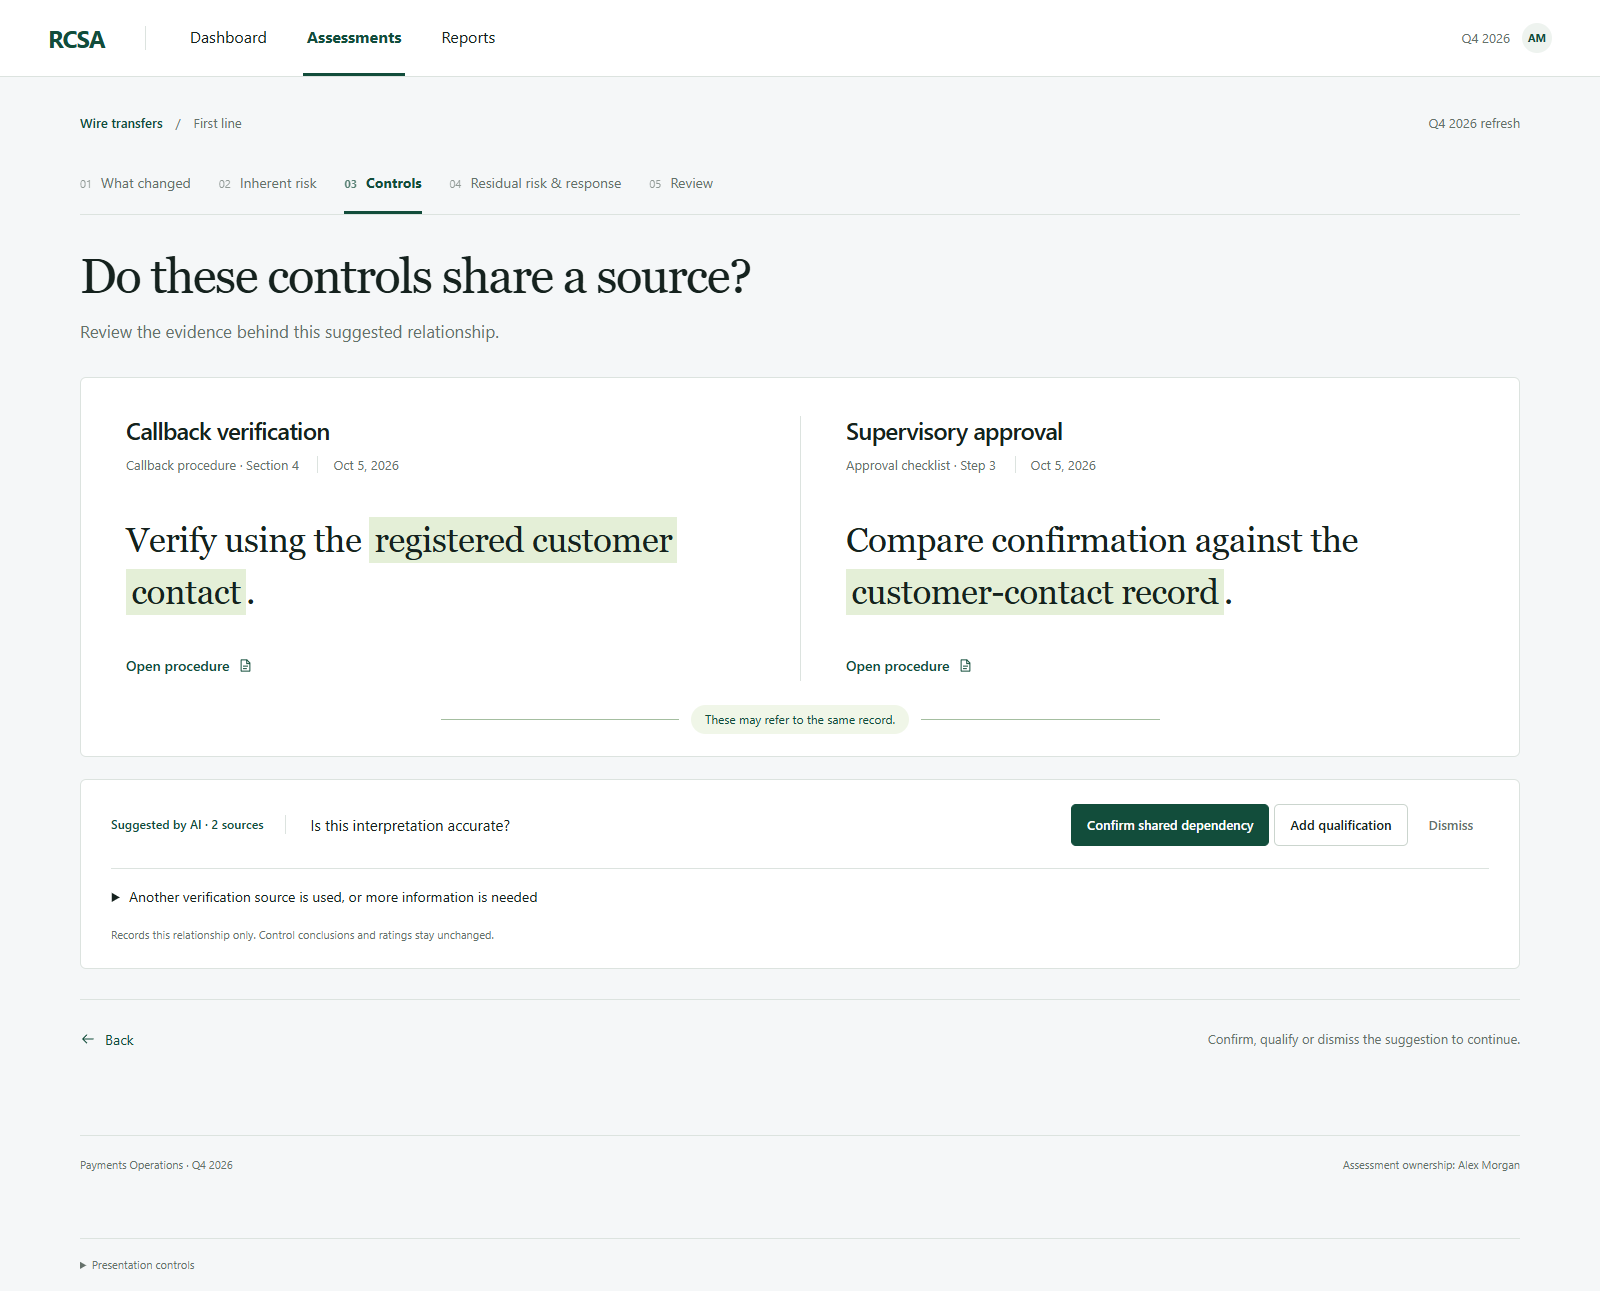 RCSA
Dashboard
Assessments
Reports
Q4 2026
AM
Wire transfers / First line
Q4 2026 refresh
01 What changed
02 Inherent risk
03 Controls
04 Residual risk & response
05 Review
Do these controls share a source?
Review the evidence behind this suggested relationship.
Callback verification
Callback procedure · Section 4
Oct 5, 2026
Verify using the registered customer
contact.
Open procedure
Supervisory approval
Approval checklist · Step 3
Oct 5, 2026
Compare confirmation against the
customer-contact record.
Open procedure
These may refer to the same record.
Suggested by AI · 2 sources
Is this interpretation accurate?
Confirm shared dependency
Add qualification
Dismiss
Another verification source is used, or more information is needed
Records this relationship only. Control conclusions and ratings stay unchanged.
Back
Confirm, qualify or dismiss the suggestion to continue.
Payments Operations · Q4 2026
Assessment ownership: Alex Morgan
Presentation controls